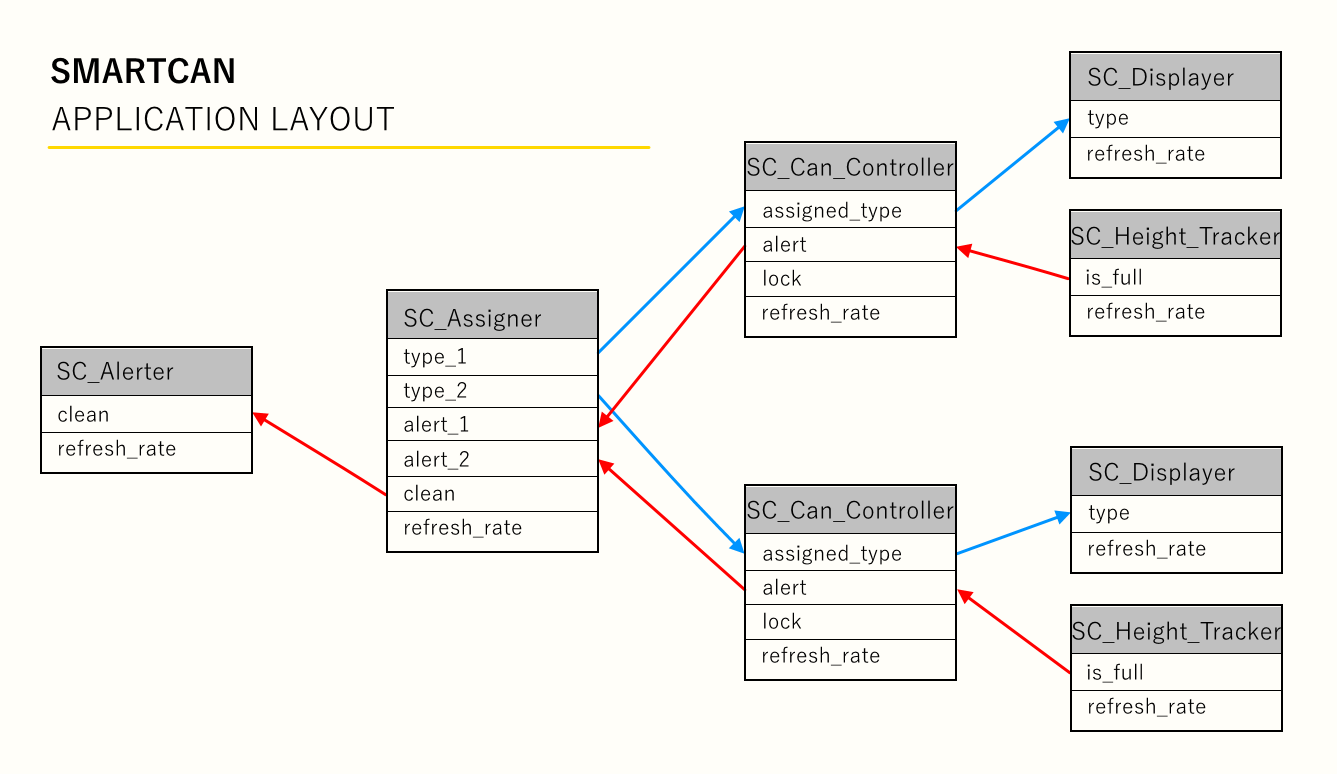 SMARTCAN
APPLICATION LAYOUT
SC_Alerter
clean
refresh_rate
SC_Assigner
type_1
type_2
alert_1
alert_2
clean
refresh_rate
SC_Can_Controller
assigned_type
alert
lock
refresh_rate
SC_Displayer
type
refresh_rate
SC_Height_Tracker
is_full
refresh_rate
SC_Can_Controller
assigned_type
alert
lock
refresh_rate
SC_Displayer
type
refresh_rate
SC_Height_Tracker
is_full
refresh_rate